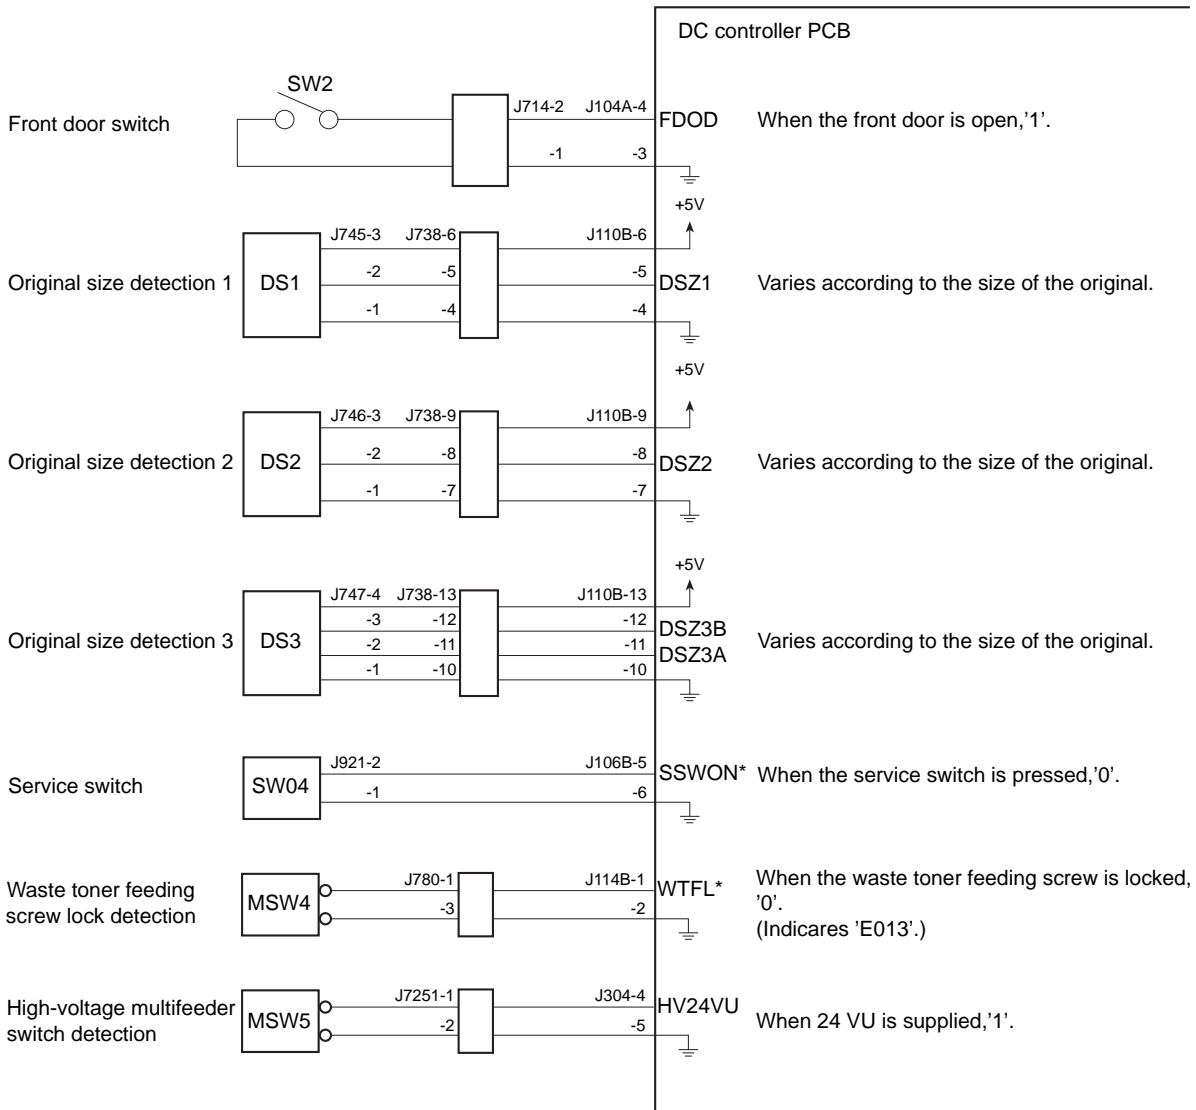 DC controller PCB
SW2
Front door switch
J714-2 J104A-4
FDOD
When the front door is open,'1'.
-1 -3
+5V
J745-3 J738-6 J110B-6
Original size detection 1
DS1
-2 -5 -5
DSZ1
Varies according to the size of the original.
-1 -4 -4
+5V
J746-3 J738-9 J110B-9
Original size detection 2
DS2
-2 -8 -8
DSZ2
Varies according to the size of the original.
-1 -7 -7
+5V
J747-4 J738-13 J110B-13
-3 -12 -12
DSZ3B
Original size detection 3
DS3
-2 -11 -11
DSZ3A
Varies according to the size of the original.
-1 -10 -10
J921-2 J106B-5
SSWON*
When the service switch is pressed,'0'.
Service switch
SW04
-1 -6
Waste toner feeding
screw lock detection
MSW4
J780-1 J114B-1
WTFL*
-3 -2
When the waste toner feeding screw is locked,
'0'.
(Indicares 'E013'.)
High-voltage multifeeder
switch detection
MSW5
J7251-1 J304-4
HV24VU
-2 -5
When 24 VU is supplied,'1'.